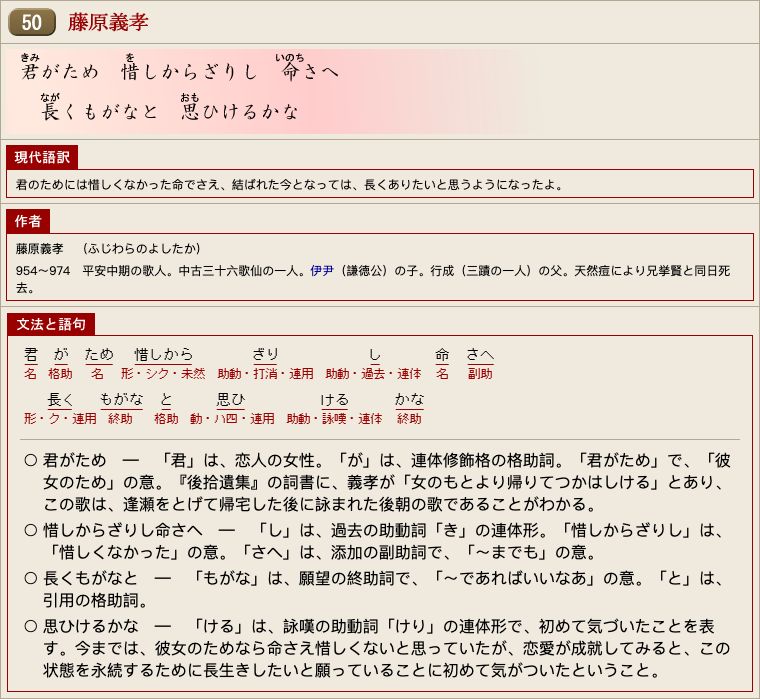 50 藤原義孝
君がため　惜しからざりし　命さへ
長くもがなと　思ひけるかな
現代語訳
君のためには惜しくなかった命でさえ、結ばれた今となっては、長くありたいと思うようになったよ。
作者
藤原義孝　（ふじわらのよしたか）
954～974　平安中期の歌人。中古三十六歌仙の一人。伊尹（謙徳公）の子。行成（三蹟の一人）の父。天然痘により兄挙賢と同日死
去。
文法と語句
君　が　ため　惜しから　ざり　し　命　さへ
名　格助　名　形・シク・未然　助動・打消・連用　助動・過去・連体　名　副助
長く　もがな　と　思ひ　ける　かな
形・ク・連用　終助　格助　動・ハ四・連用　助動・詠嘆・連体　終助
○ 君がため　―　「君」は、恋人の女性。「が」は、連体修飾格の格助詞。「君がため」で、「彼
女のため」の意。『後拾遺集』の詞書に、義孝が「女のもとより帰りてつかはしける」とあり、
この歌は、逢瀬をとげて帰宅した後に詠まれた後朝の歌であることがわかる。
○ 惜しからざりし命さへ　―　「し」は、過去の助動詞「き」の連体形。「惜しからざりし」は、
「惜しくなかった」の意。「さへ」は、添加の副助詞で、「～までも」の意。
○ 長くもがなと　―　「もがな」は、願望の終助詞で、「～であればいいなあ」の意。「と」は、
引用の格助詞。
○ 思ひけるかな　―　「ける」は、詠嘆の助動詞「けり」の連体形で、初めて気づいたことを表
す。今までは、彼女のためなら命さえ惜しくないと思っていたが、恋愛が成就してみると、この
状態を永続するために長生きしたいと願っていることに初めて気がついたということ。